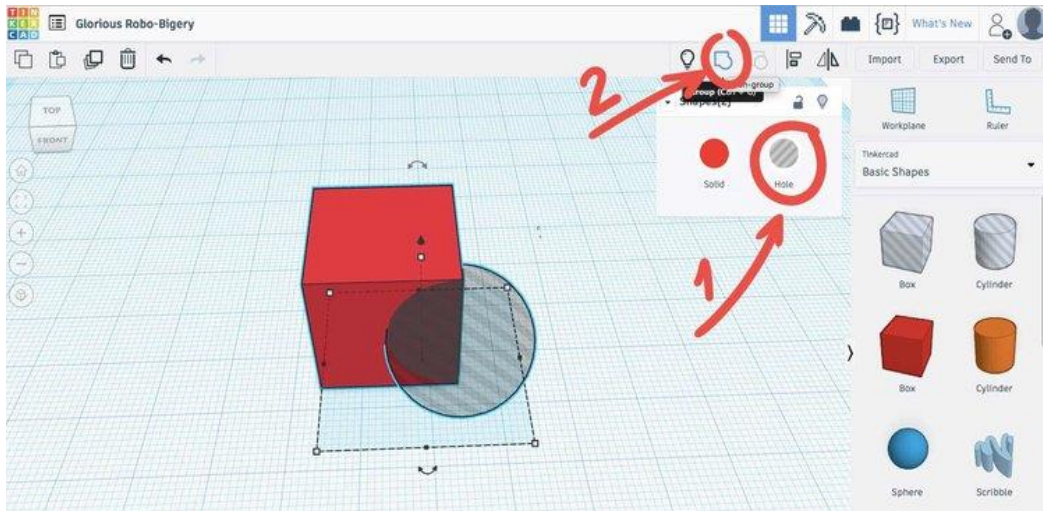 TIN
KER
CAD
Glorious Robo-Bigery
What's New
Import
Export
Send To
2
Group (Ctrl + G)
Shapes(2)
TOP
FRONT
Solid
Hole
1
Workplane
Ruler
Tinkercad
Basic Shapes
Box
Cylinder
Box
Cylinder
Sphere
Scribble